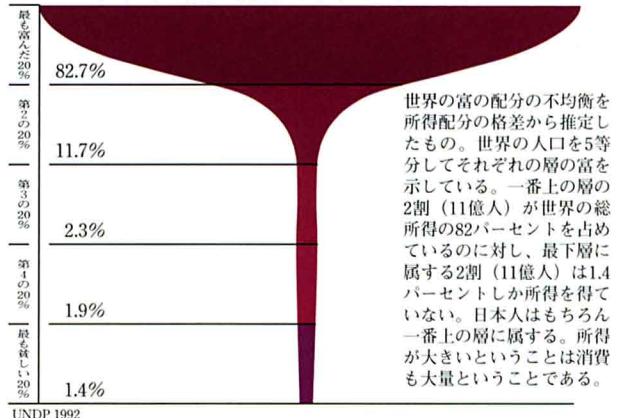 最も富んだ20%
82.7%
第2の20%
11.7%
第3の20%
2.3%
第4の20%
1.9%
最も貧しい20%
1.4%
世界の富の配分の不均衡を
所得配分の格差から推定し
たもの。世界の人口を5等
分してそれぞれの層の富を
示している。一番上の層の
2割（11億人）が世界の総
所得の82パーセントを占め
ているのに対し、最下層に
属する2割（11億人）は1.4
パーセントしか所得を得て
いない。日本人はもちろん
一番上の層に属する。所得
が大きいということは消費
も大量ということである。
UNDP 1992